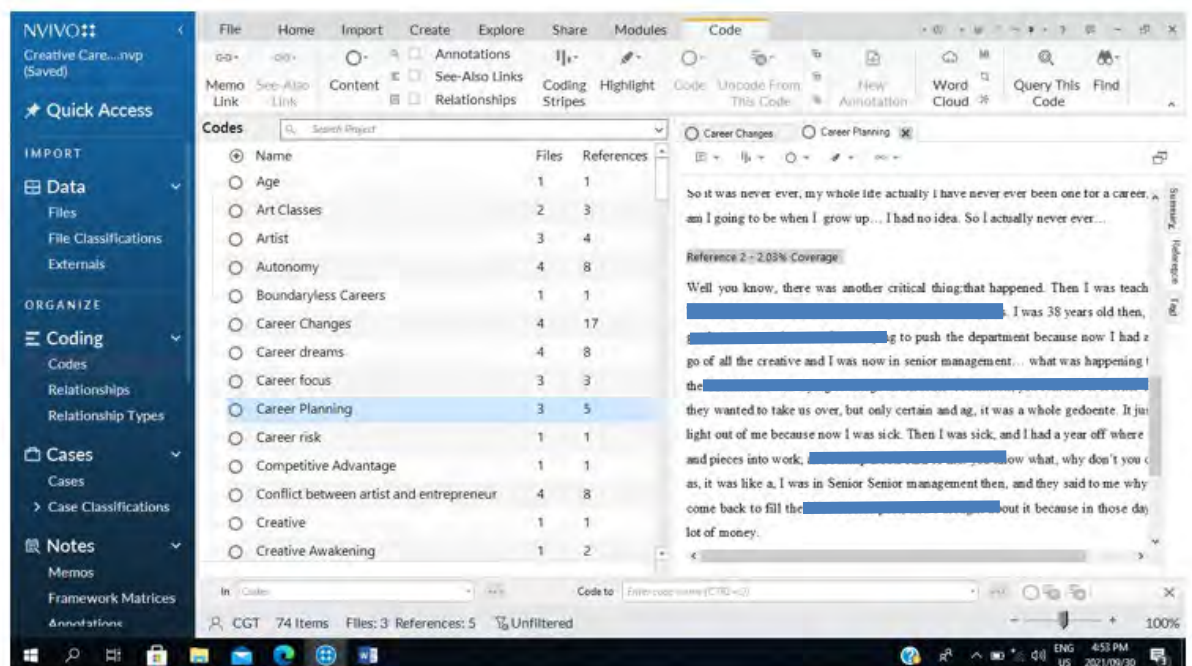 NVIVO
Creative Care....nvp
(Saved)
Quick Access
IMPORT
Data
Files
File Classifications
Externals
ORGANIZE
Coding
Codes
Relationships
Relationship Types
Cases
Cases
Case Classifications
Notes
Memos
Framework Matrices
Annotations
File Home Import Create Explore Share Modules Code
Memo Link
See-Also Link
Content
Annotations
See-Also Links
Relationships
Coding Stripes
Highlight
Code
Uncode From This Code
New Annotation
Word Cloud
Query This Code
Find
Codes
Search Project
Name Files References
Age 1 1
Art Classes 2 3
Artist 3 4
Autonomy 4 8
Boundaryless Careers 1 1
Career Changes 4 17
Career dreams 4 8
Career focus 3 3
Career Planning 3 5
Career risk 1 1
Competitive Advantage 1 1
Conflict between artist and entrepreneur 4 8
Creative 1 1
Creative Awakening 1 2
Career Changes Career Planning
So it was never ever, my whole life actually I have never ever been one for a career,
am I going to be when I grow up… I had no idea. So I actually never ever…
Reference 2 - 2.03% Coverage
Well you know, there was another critical thing that happened. Then I was teach
. I was 38 years old then,
to push the department because now I had a
go of all the creative and I was now in senior management… what was happening
the
they wanted to take us over, but only certain and ag, it was a whole gedoente. It jus
light out of me because now I was sick. Then I was sick, and I had a year off where
and pieces into work, what, why don't you
as, it was like a, I was in Senior Senior management then, and they said to me why
come back to fill the out it because in those day
lot of money.
Summary
Reference
Text
In Codes
Code to Enter code name (CTRL+Q)
CGT 74 Items Files: 3 References: 5 Unfiltered
100%
ENG
US
4:53 PM
2021/09/30